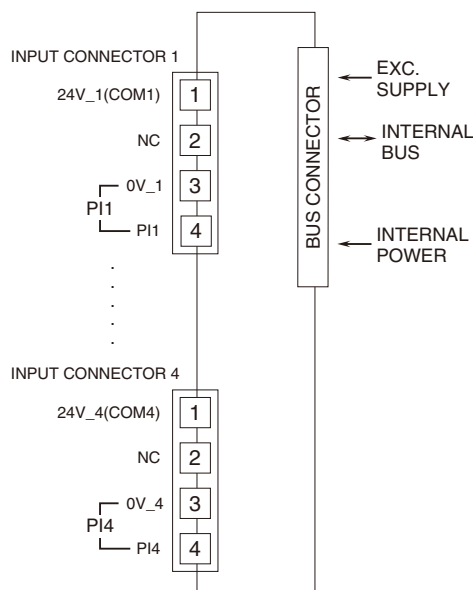 INPUT CONNECTOR 1
24V_1(COM1)
1
NC
2
0V_1
3
PI1
PI1
4
INPUT CONNECTOR 4
24V_4(COM4)
1
NC
2
0V_4
3
PI4
PI4
4
BUS CONNECTOR
EXC.
SUPPLY
INTERNAL
BUS
INTERNAL
POWER